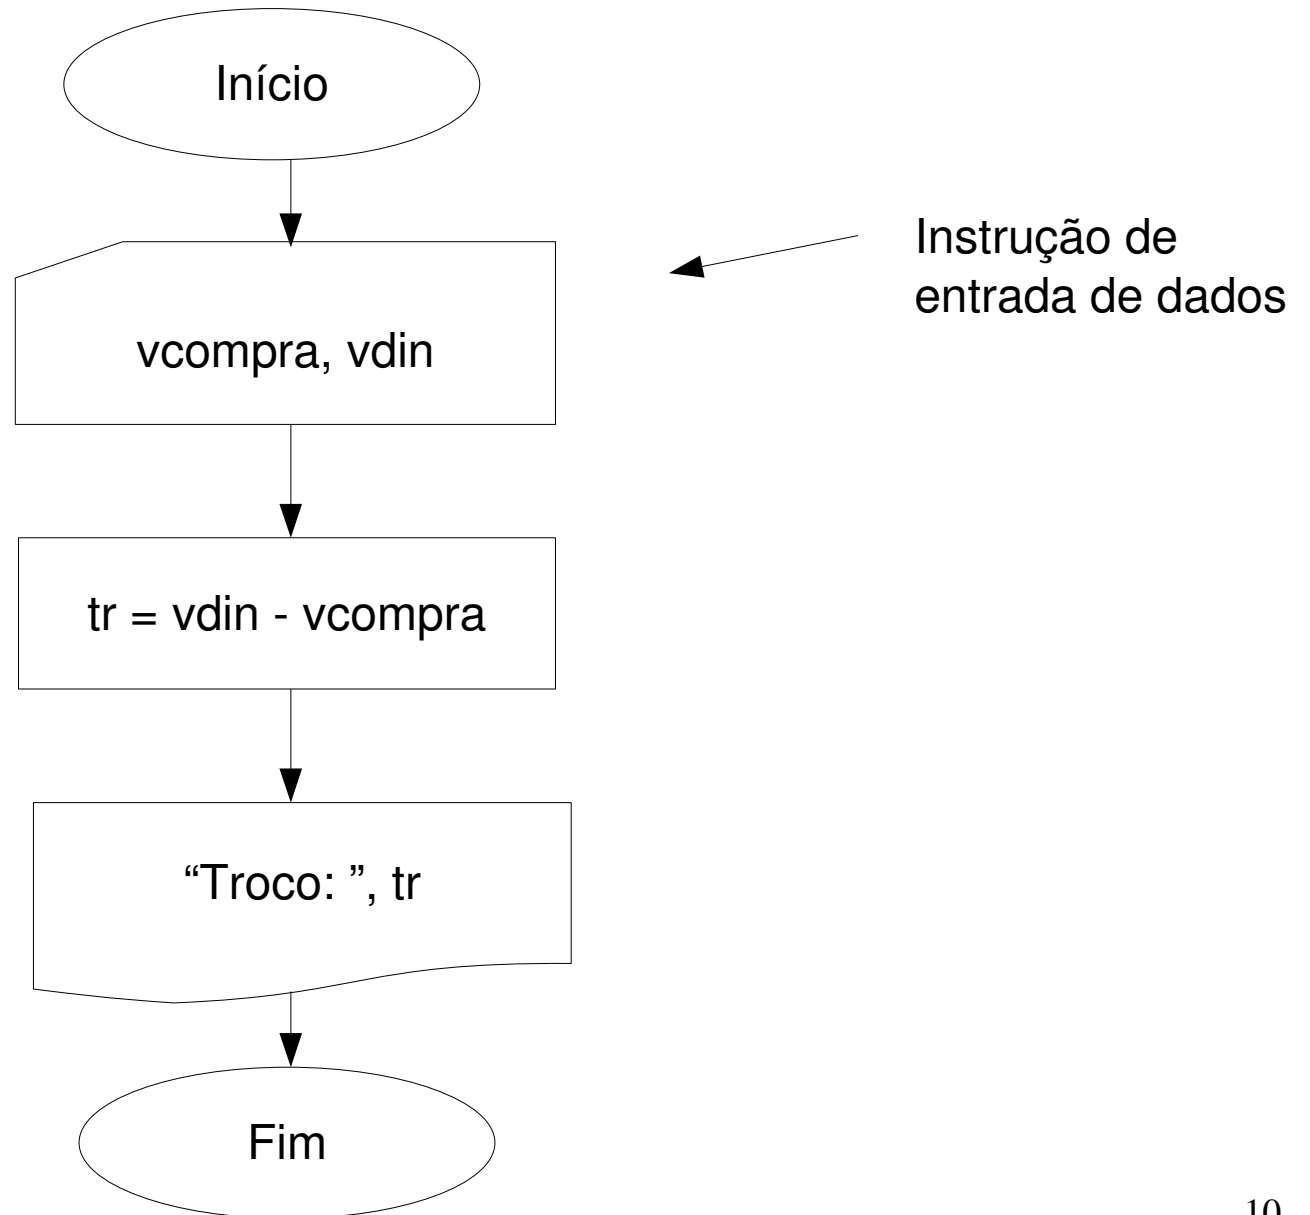 Início
Instrução de
entrada de dados
vcompra, vdin
tr = vdin - vcompra
“Troco: ”, tr
Fim
10